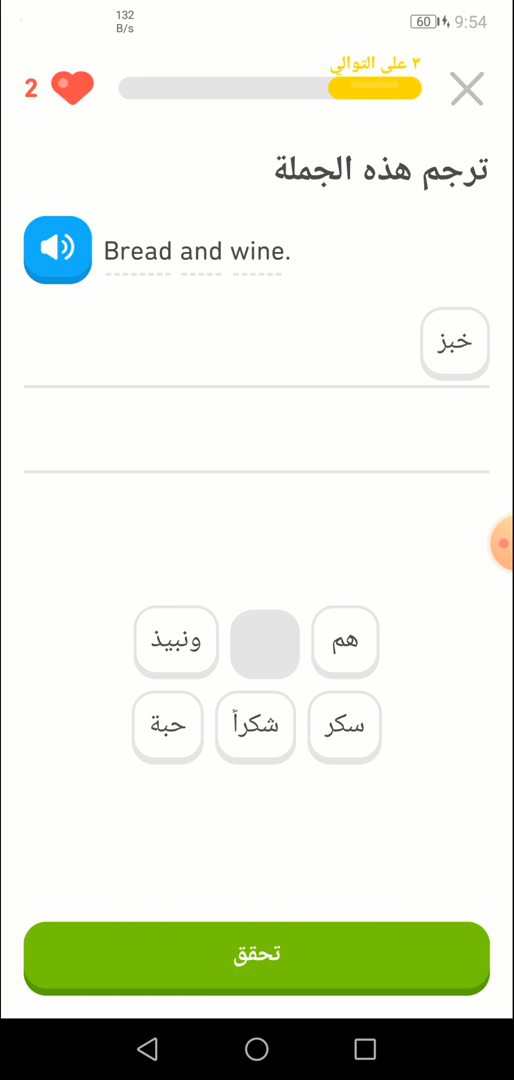 132
B/s
60 9:54
2
٣ على التوالي
ترجم هذه الجملة
Bread and wine.
خبز
هم ونبيذ
سكر شكراً حبة
تحقق